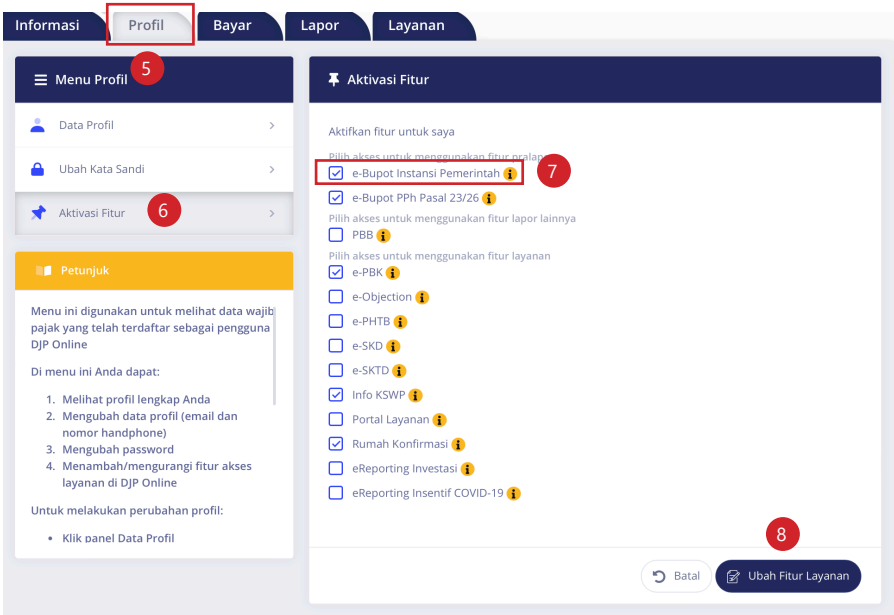 Informasi
Profil
Bayar
Lapor
Layanan
5
Menu Profil
Data Profil
Ubah Kata Sandi
Aktivasi Fitur
6
Petunjuk
Menu ini digunakan untuk melihat data wajib
pajak yang telah terdaftar sebagai pengguna
DJP Online
Di menu ini Anda dapat:
1. Melihat profil lengkap Anda
2. Mengubah data profil (email dan
nomor handphone)
3. Mengubah password
4. Menambah/mengurangi fitur akses
layanan di DJP Online
Untuk melakukan perubahan profil:
• Klik panel Data Profil
Aktivasi Fitur
Aktifkan fitur untuk saya
Pilih akses untuk menggunakan fitur pralapo
e-Bupot Instansi Pemerintah
7
e-Bupot PPh Pasal 23/26
Pilih akses untuk menggunakan fitur lapor lainnya
PBB
Pilih akses untuk menggunakan fitur layanan
e-PBK
e-Objection
e-PHTB
e-SKD
e-SKTD
Info KSWP
Portal Layanan
Rumah Konfirmasi
eReporting Investasi
eReporting Insentif COVID-19
8
Batal
Ubah Fitur Layanan